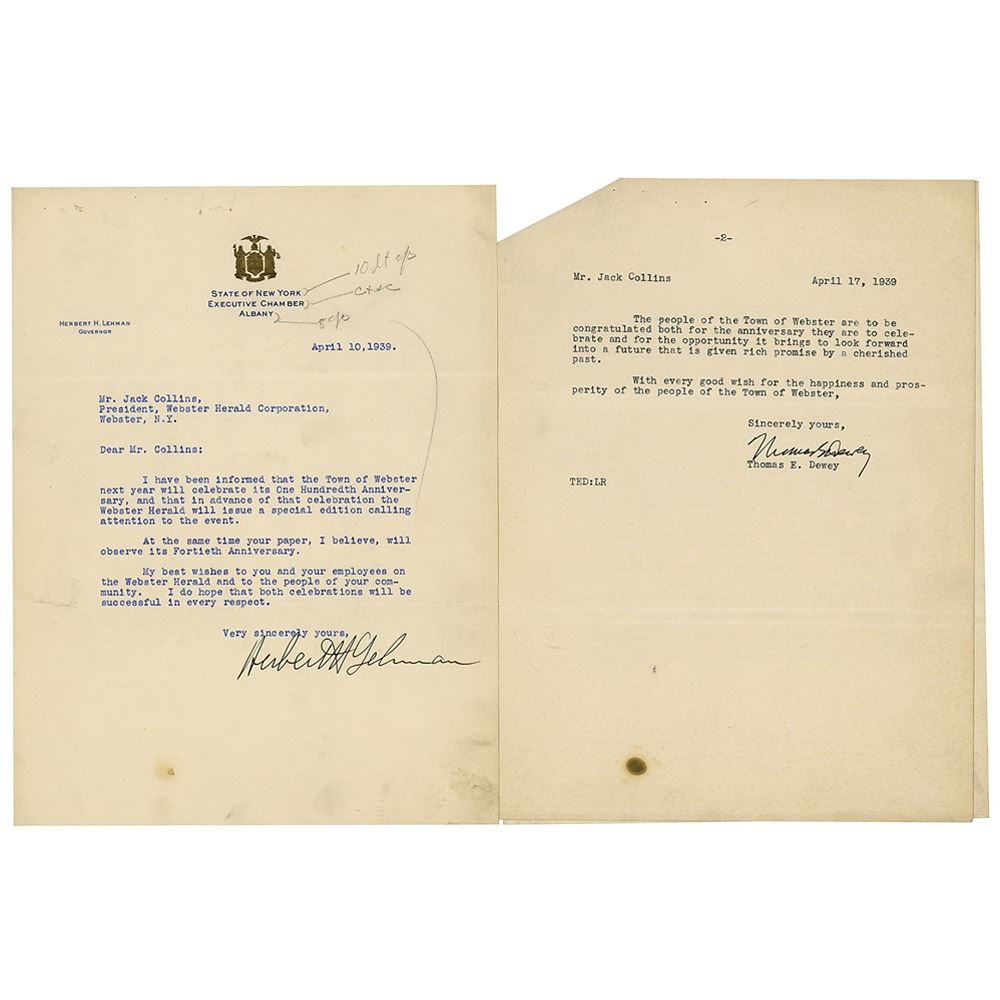 STATE OF NEW YORK
EXECUTIVE CHAMBER
ALBANY
10 pt c/o
c+sc
8 c/o
HERBERT H. LEHMAN
GOVERNOR
April 10,1939.
Mr. Jack Collins,
President, Webster Herald Corporation,
Webster, N.Y.
Dear Mr. Collins:
I have been informed that the Town of Webster
next year will celebrate its One Hundredth Anniver-
sary, and that in advance of that celebration the
Webster Herald will issue a special edition calling
attention to the event.
At the same time your paper, I believe, will
observe its Fortieth Anniversary.
My best wishes to you and your employees on
the Webster Herald and to the people of your com-
munity. I do hope that both celebrations will be
successful in every respect.
Very sincerely yours,
Herbert H Lehman
-2-
Mr. Jack Collins April 17, 1939
The people of the Town of Webster are to be
congratulated both for the anniversary they are to cele-
brate and for the opportunity it brings to look forward
into a future that is given rich promise by a cherished
past.
With every good wish for the happiness and pros-
perity of the people of the Town of Webster,
Sincerely yours,
Thomas E Dewey
Thomas E. Dewey
TED:LR